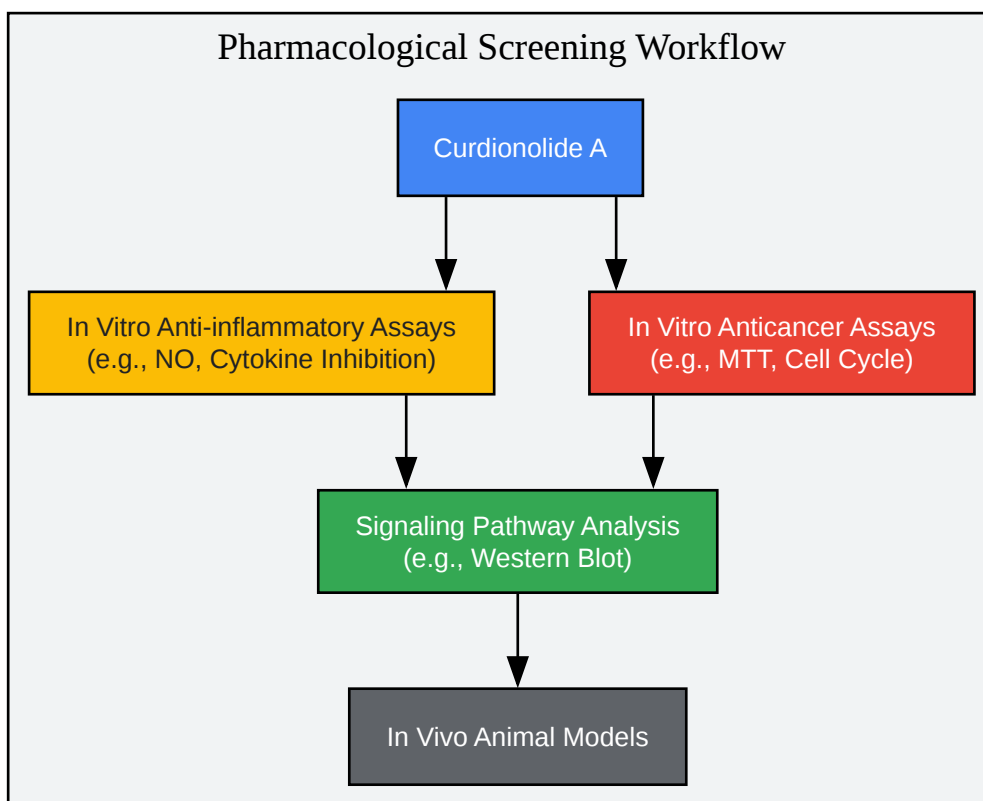 Pharmacological Screening Workflow
Curdionolide A
In Vitro Anti-inflammatory Assays
(e.g., NO, Cytokine Inhibition)
In Vitro Anticancer Assays
(e.g., MTT, Cell Cycle)
Signaling Pathway Analysis
(e.g., Western Blot)
In Vivo Animal Models